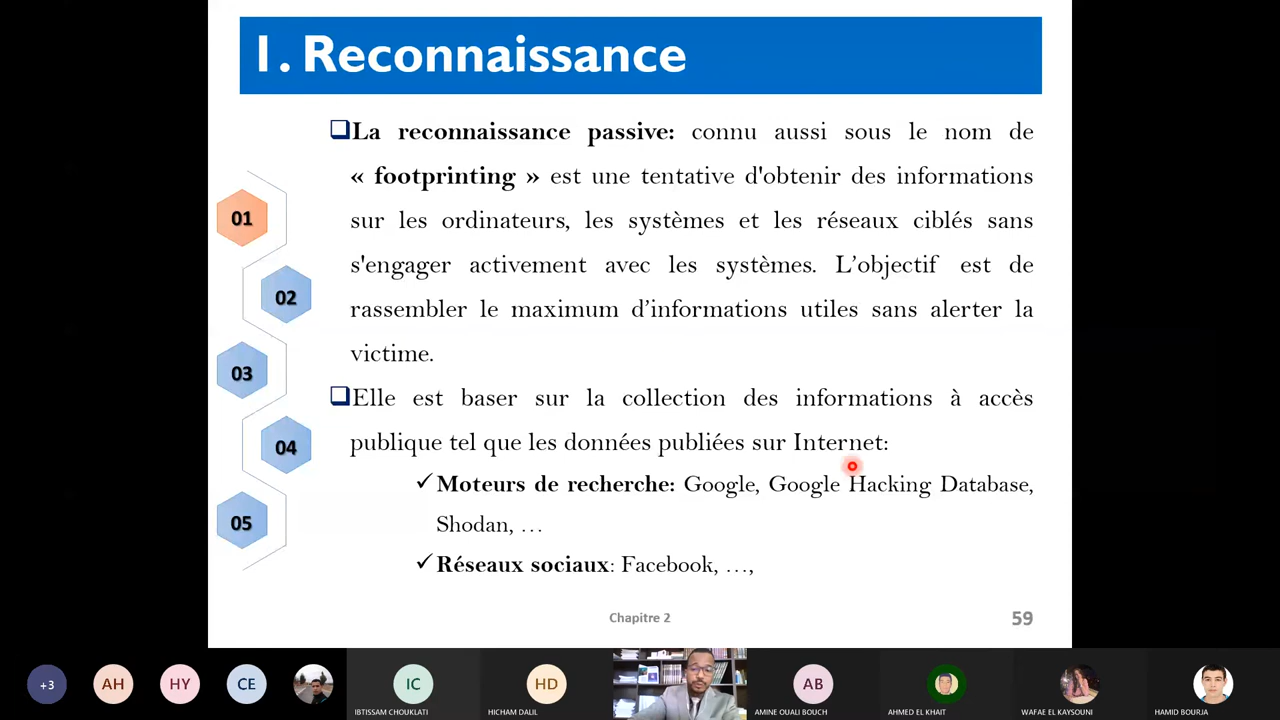 1. Reconnaissance
La reconnaissance passive: connu aussi sous le nom de
« footprinting » est une tentative d'obtenir des informations
sur les ordinateurs, les systèmes et les réseaux ciblés sans
s'engager activement avec les systèmes. L'objectif est de
rassembler le maximum d'informations utiles sans alerter la
victime.
Elle est baser sur la collection des informations à accès
publique tel que les données publiées sur Internet:
Moteurs de recherche: Google, Google Hacking Database,
Shodan, …
Réseaux sociaux: Facebook, …,
01
02
03
04
05
Chapitre 2
59
+3
AH
HY
CE
IC
IBTISSAM CHOUKLATI
HD
HICHAM DALIL
AB
AMINE OUALI BOUCH
AHMED EL KHAIT
WAFAE EL KAYSOUNI
HAMID BOURJA